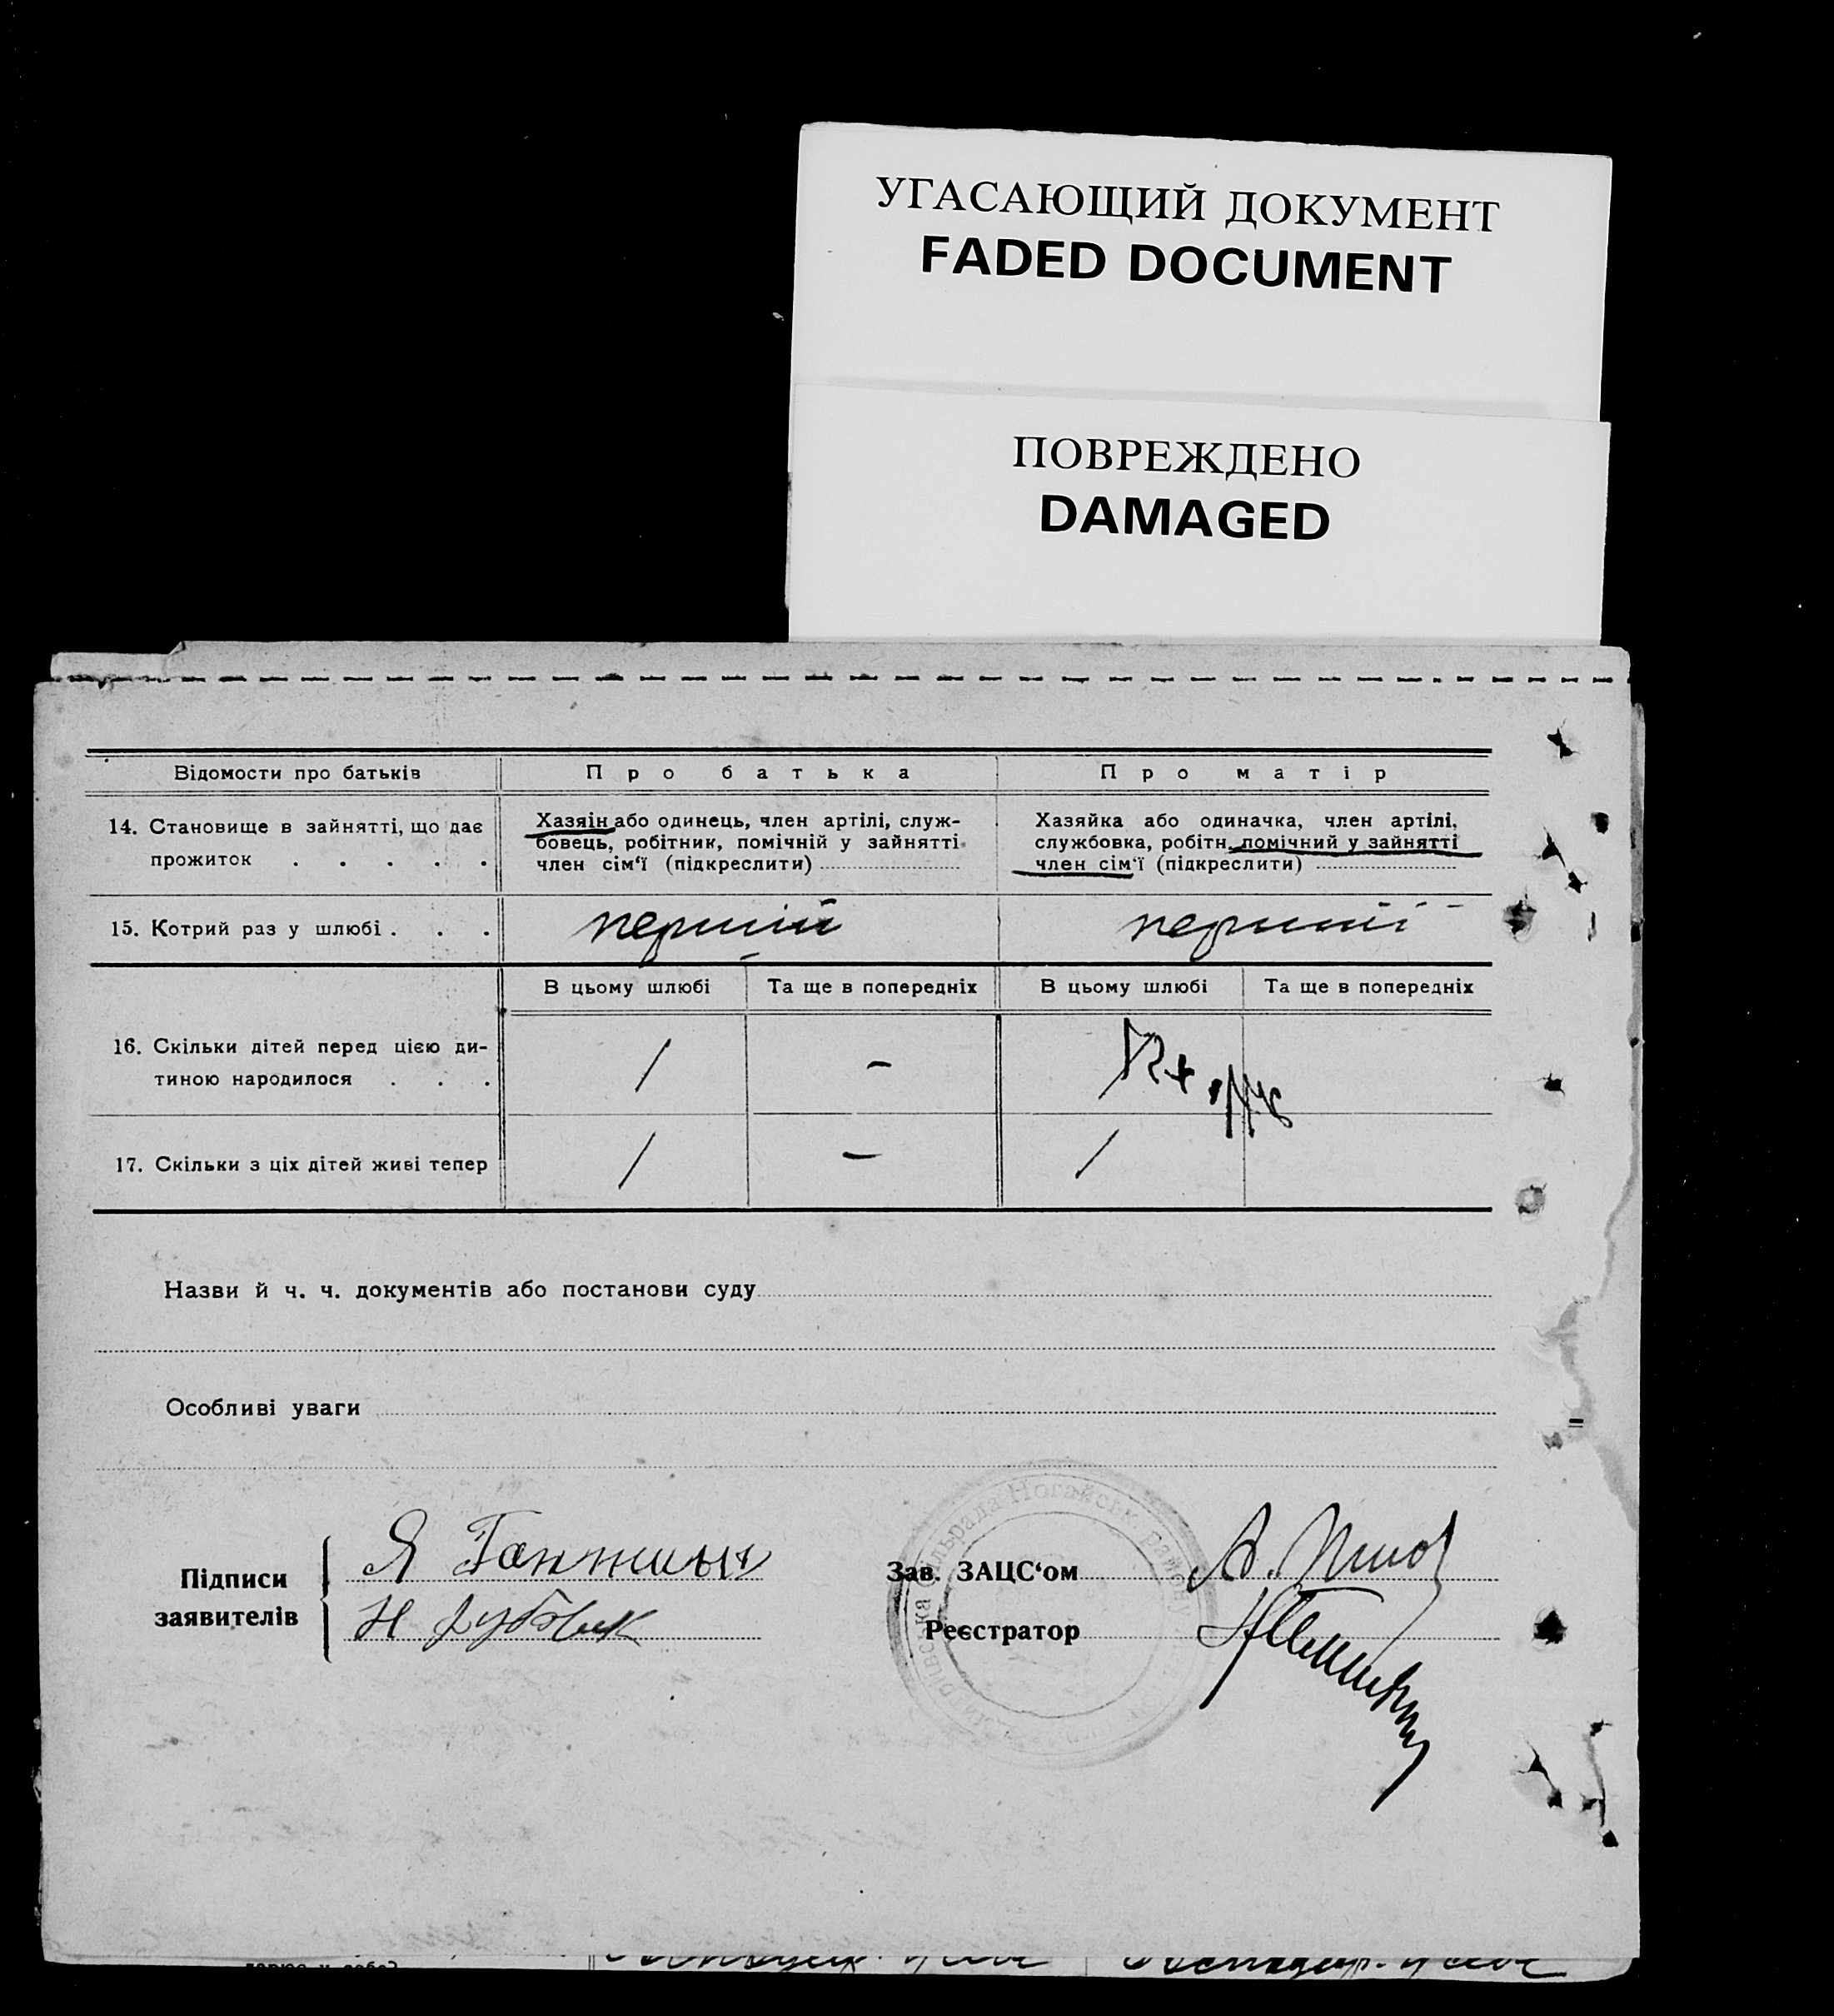 УГАСАЮЩИЙ ДОКУМЕНТ
FADED DOCUMENT
ПОВРЕЖДЕНО
DAMAGED
Відомости про батьків
Про батька
Про матір
14. Становище в зайнятті, що дає
прожиток . . . . .
Хазяін або одинець, член артілі, служ-
бовець, робітник, помічній у зайнятті
член сім‘ї (підкреслити)
Хазяйка або одиначка, член артілі,
службовка, робітн. помічний у зайнятті
член сім‘ї (підкреслити)
15. Котрий раз у шлюбі . . .
перший
перший
В цьому шлюбі
Та ще в попередніх
В цьому шлюбі
Та ще в попередніх
16. Скільки дітей перед цією ди-
тиною народилося . . .
/
-
17. Скільки з ціх дітей живі тепер
/
-
/
Назви й ч. ч. документів або постанови суду
Особливі уваги
Підписи
заявителів
Я
Н
Зав. ЗАЦС‘ом
А.
Реєстратор
сільрада Ногайськ район